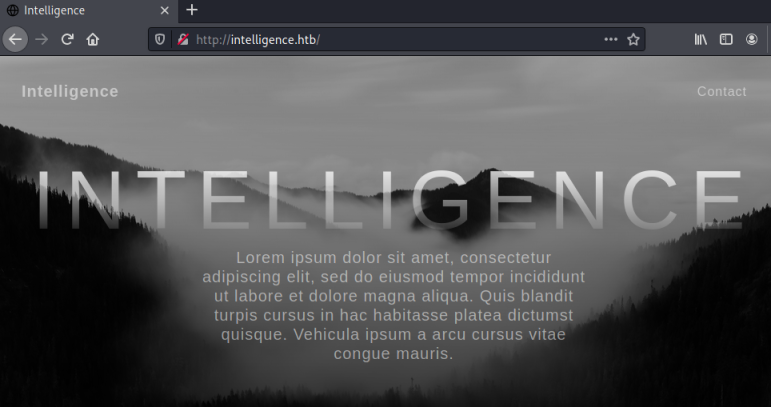 Intelligence
http://intelligence.htb/
Intelligence
Contact
INTELLIGENCE
Lorem ipsum dolor sit amet, consectetur
adipiscing elit, sed do eiusmod tempor incididunt
ut labore et dolore magna aliqua. Quis blandit
turpis cursus in hac habitasse platea dictumst
quisque. Vehicula ipsum a arcu cursus vitae
congue mauris.